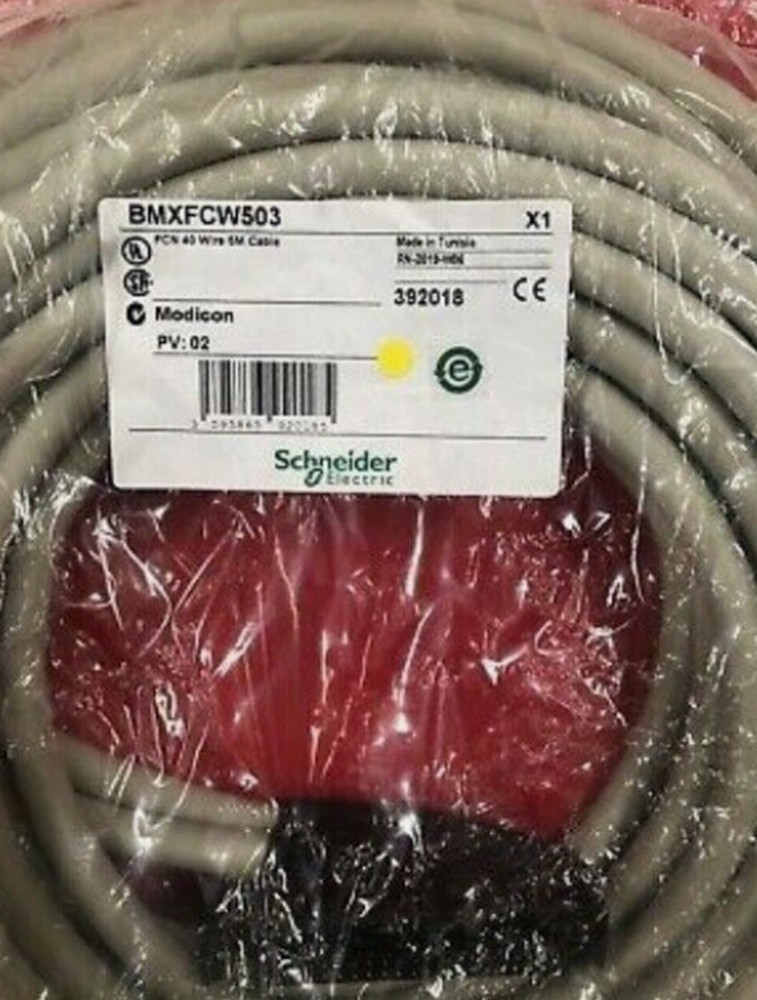 BMXFCW503 X1
FCN 40 Wire 5M Cable
Made in Tunisia
392018
CE
Modicon
PV: 02
Schneider
Electric